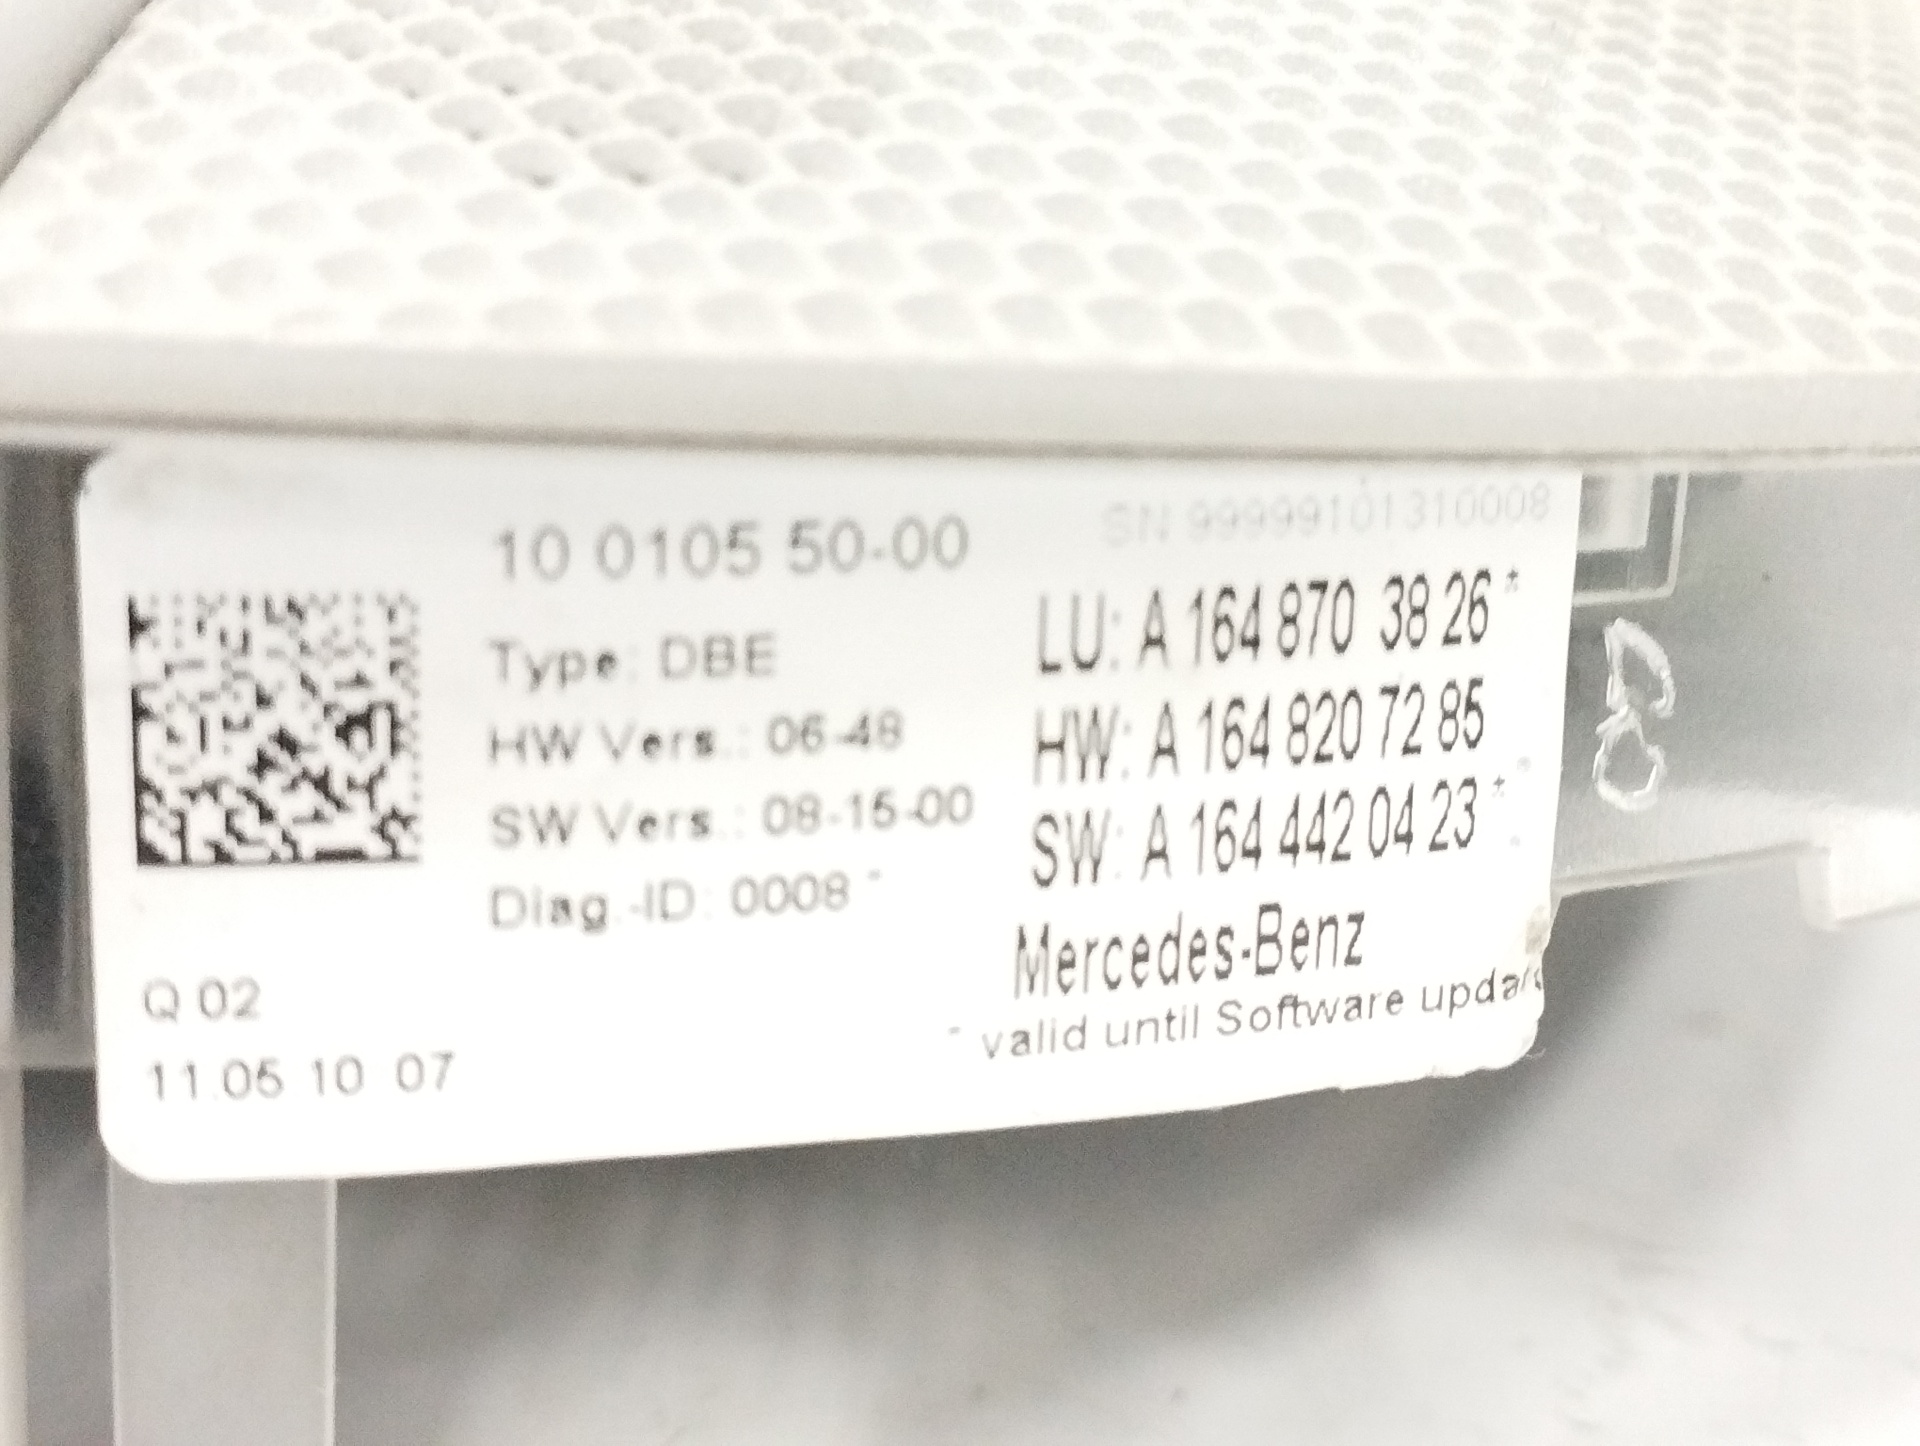 10 0105 50-00
Type: DBE
HW Vers.: 06-48
SW Vers.: 08-15-00
Diag.-ID: 0008 *
Q 02
11.05 10 07
SN 99999101310008
LU: A 164 870 38 26 *
HW: A 164 820 72 85
SW: A 164 442 04 23 *
Mercedes-Benz
* valid until Software